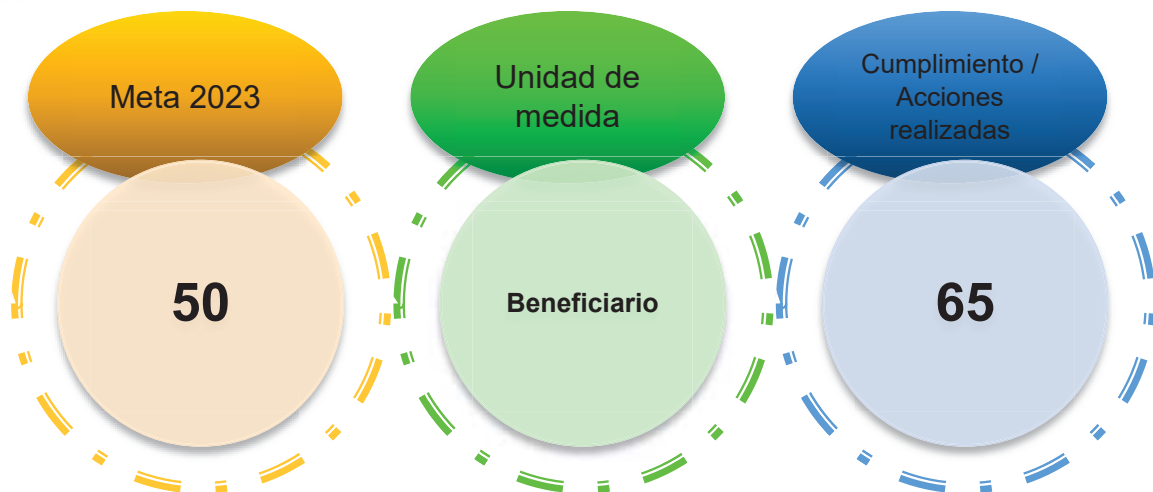 Meta 2023
Unidad de
medida
Cumplimiento /
Acciones
realizadas
50
Beneficiario
65